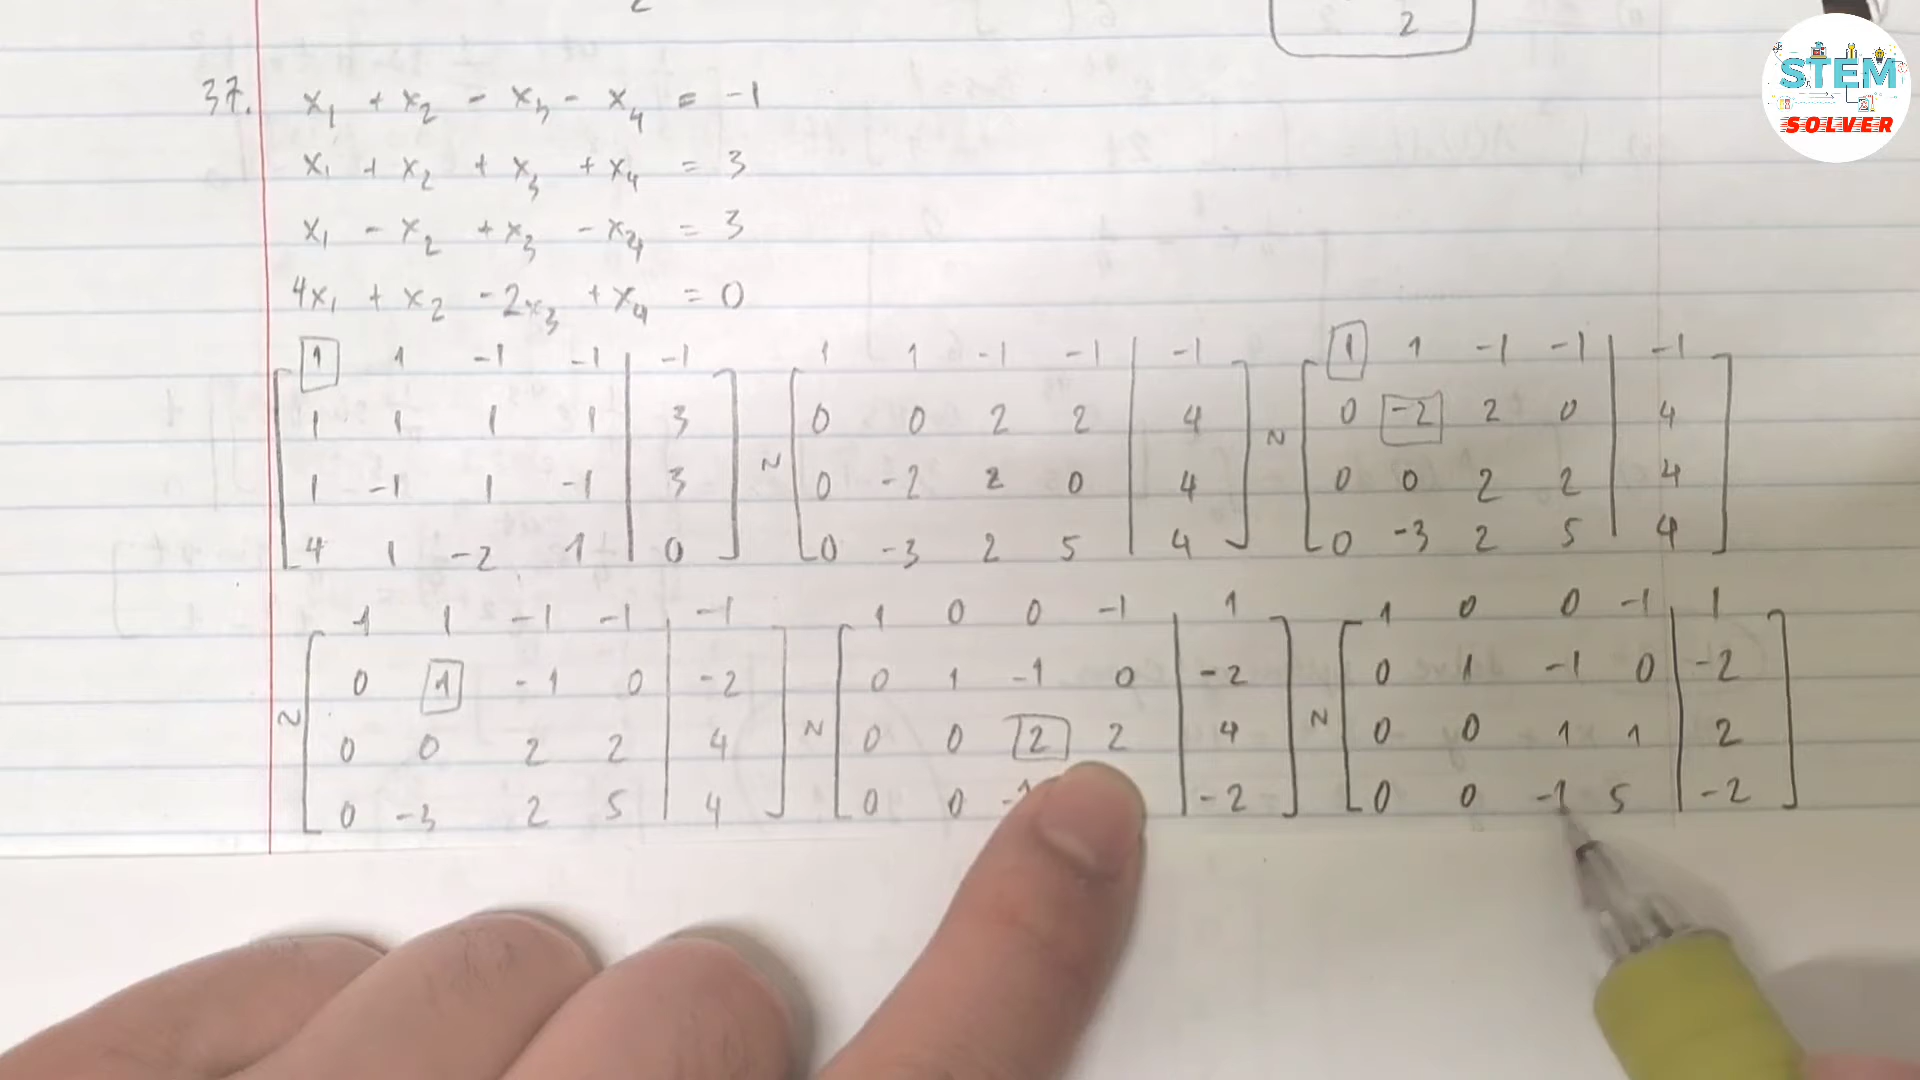 2
2
STEM
SOLVER
37. x₁ + x₂ - x₃ - x₄ = -1
x₁ + x₂ + x₃ + x₄ = 3
x₁ - x₂ + x₃ - x₄ = 3
4x₁ + x₂ - 2x₃ + x₄ = 0
1 1 -1 -1 | -1 1 1 -1 -1 | -1 1 1 -1 -1 | -1
1 1 1 1 | 3 0 0 2 2 | 4 0 -2 2 0 | 4
1 -1 1 -1 | 3 ~ 0 -2 2 0 | 4 ~ 0 0 2 2 | 4
4 1 -2 1 | 0 0 -3 2 5 | 4 0 -3 2 5 | 4
1 1 -1 -1 | -1 1 0 0 -1 | 1 1 0 0 -1 | 1
0 1 -1 0 | -2 0 1 -1 0 | -2 0 1 -1 0 | -2
~ 0 0 2 2 | 4 ~ 0 0 2 2 | 4 ~ 0 0 1 1 | 2
0 -3 2 5 | 4 0 0 | -2 0 0 -1 5 | -2